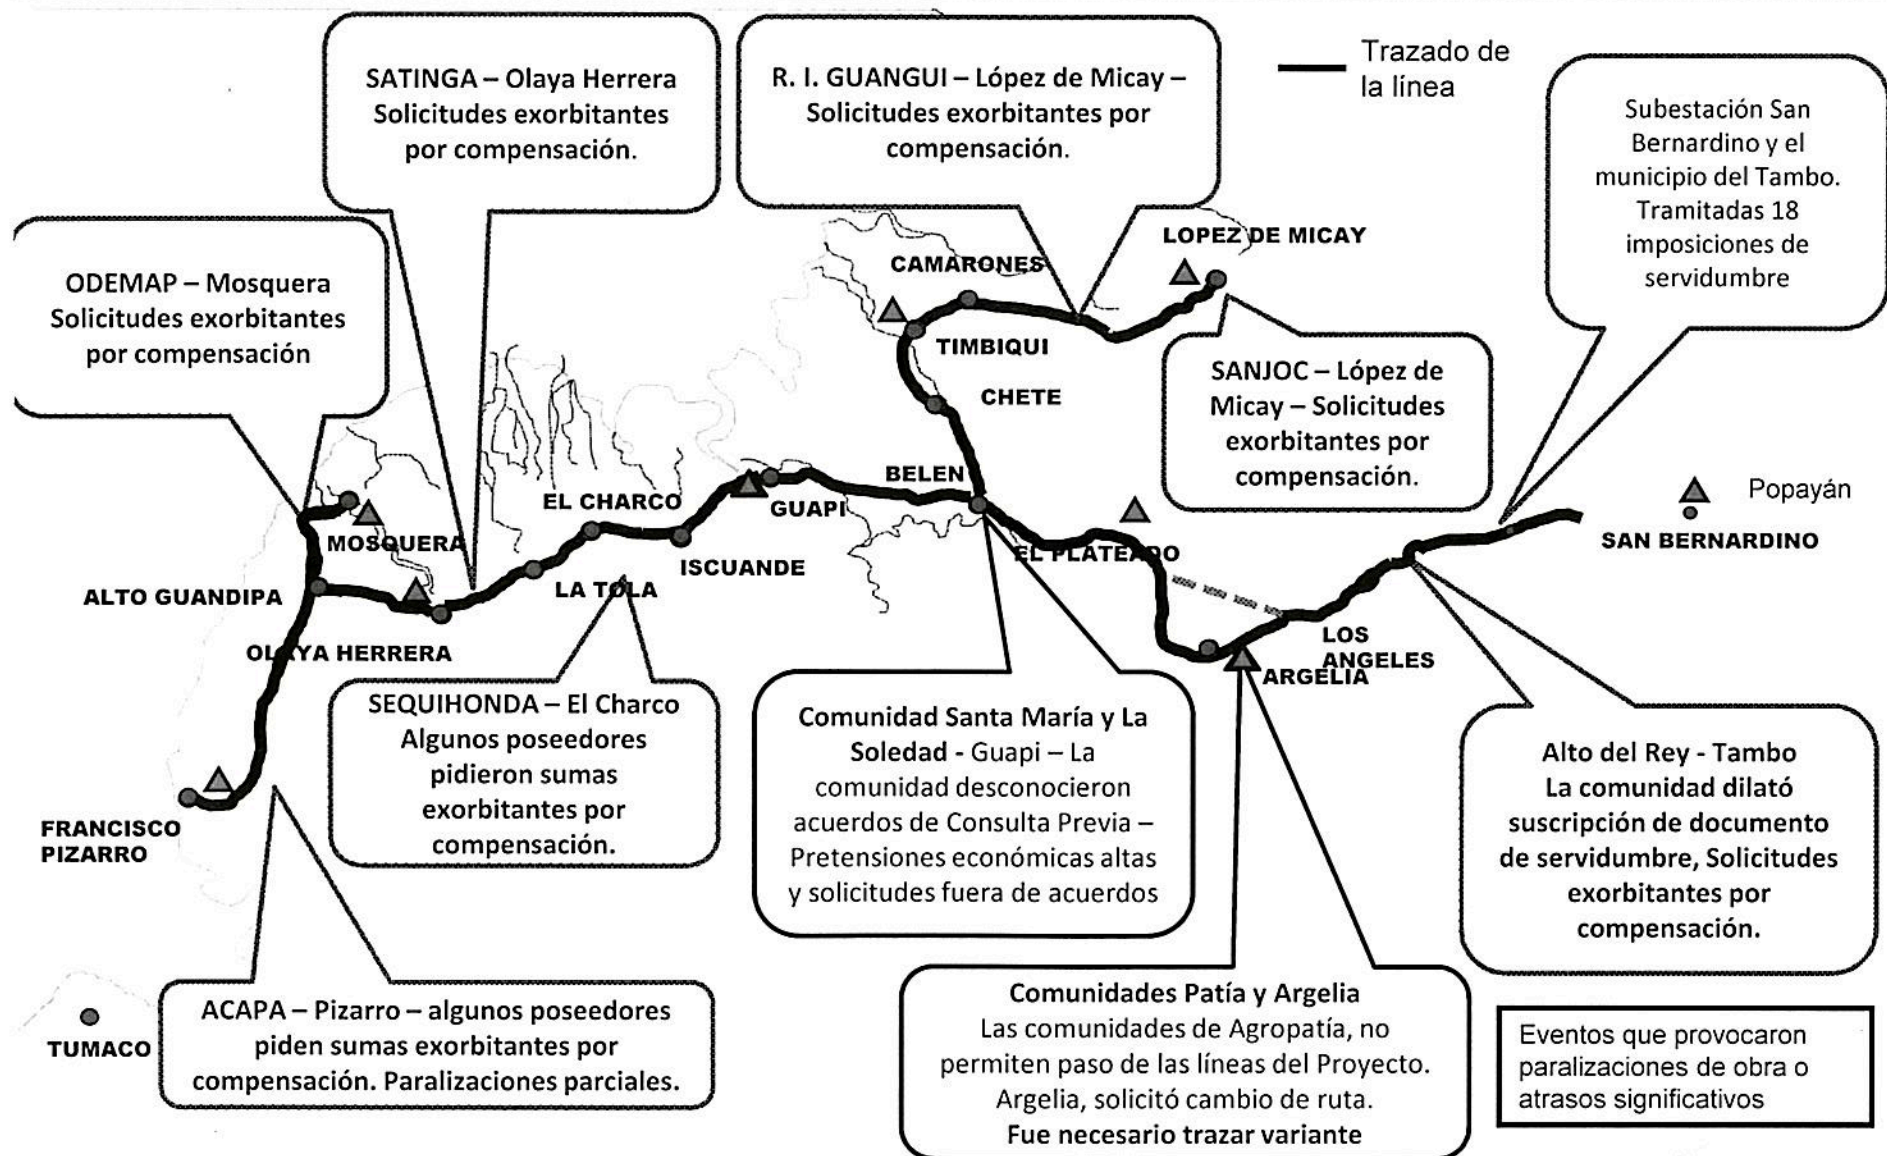 SATINGA – Olaya Herrera
Solicitudes exorbitantes
por compensación.
R. I. GUANGUI – López de Micay –
Solicitudes exorbitantes por
compensación.
Trazado de
la línea
Subestación San
Bernardino y el
municipio del Tambo.
Tramitadas 18
imposiciones de
servidumbre
ODEMAP – Mosquera
Solicitudes exorbitantes
por compensación
LOPEZ DE MICAY
CAMARONES
TIMBIQUI
CHETE
SANJOC – López de
Micay – Solicitudes
exorbitantes por
compensación.
BELEN
EL CHARCO
GUAPI
Popayán
MOSQUERA
ISCUANDE
EL PLATEADO
SAN BERNARDINO
ALTO GUANDIPA
LA TOLA
OLAYA HERRERA
LOS
ANGELES
ARGELIA
SEQUIHONDA – El Charco
Algunos poseedores
pidieron sumas
exorbitantes por
compensación.
Comunidad Santa María y La
Soledad - Guapi – La
comunidad desconocieron
acuerdos de Consulta Previa –
Pretensiones económicas altas
y solicitudes fuera de acuerdos
Alto del Rey - Tambo
La comunidad dilató
suscripción de documento
de servidumbre, Solicitudes
exorbitantes por
compensación.
FRANCISCO
PIZARRO
TUMACO
ACAPA – Pizarro – algunos poseedores
piden sumas exorbitantes por
compensación. Paralizaciones parciales.
Comunidades Patía y Argelia
Las comunidades de Agropatía, no
permiten paso de las líneas del Proyecto.
Argelia, solicitó cambio de ruta.
Fue necesario trazar variante
Eventos que provocaron
paralizaciones de obra o
atrasos significativos